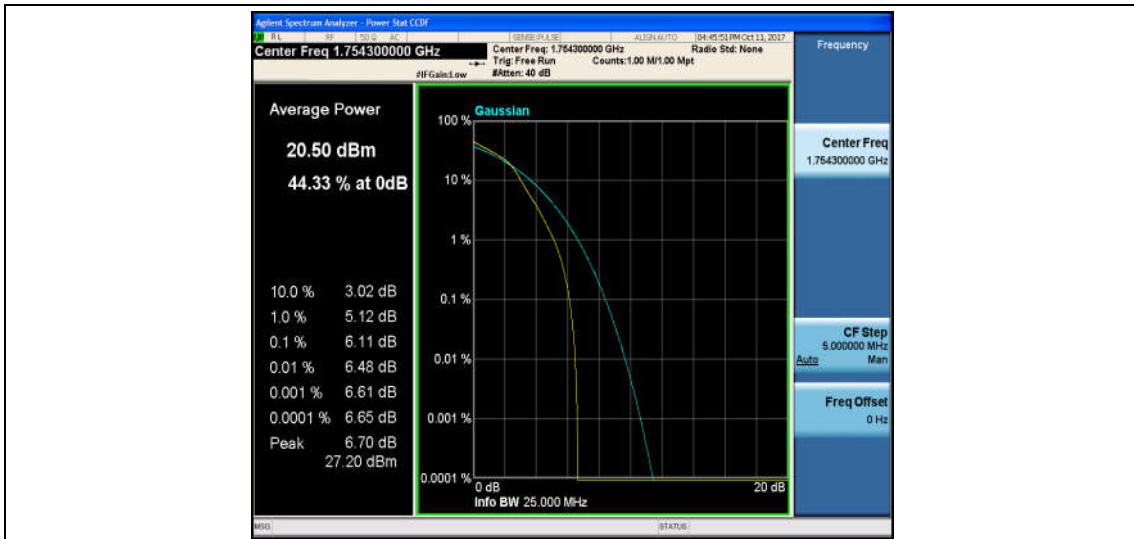 Agilent Spectrum Analyzer - Power Stat CCDF
RL RF 50 Ω AC SENSE:PULSE ALIGNAUTO 04:45:51 PM Oct 11, 2017
Center Freq 1.754300000 GHz
Center Freq: 1.754300000 GHz Radio Std: None
Trig: Free Run Counts:1.00 M/1.00 Mpt
#IFGain:Low #Atten: 40 dB
Frequency
Average Power
20.50 dBm
44.33 % at 0dB
10.0 % 3.02 dB
1.0 % 5.12 dB
0.1 % 6.11 dB
0.01 % 6.48 dB
0.001 % 6.61 dB
0.0001 % 6.65 dB
Peak 6.70 dB
27.20 dBm
Gaussian
100 %
10 %
1 %
0.1 %
0.01 %
0.001 %
0.0001 %
0 dB 20 dB
Info BW 25.000 MHz
Center Freq
1.754300000 GHz
CF Step
5.000000 MHz
Auto Man
Freq Offset
0 Hz
MSG STATUS